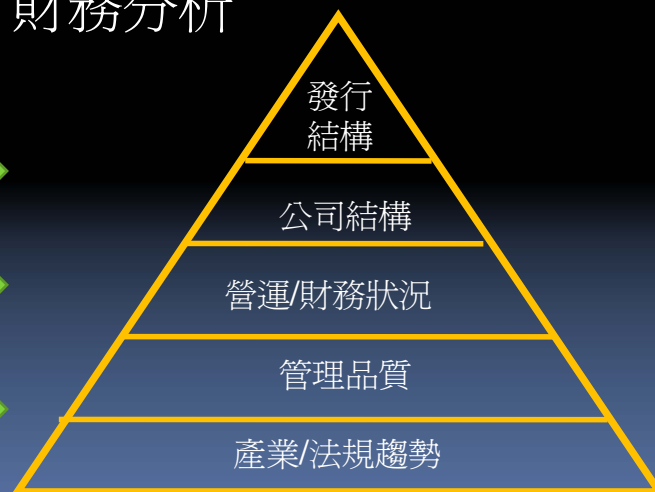 財務分析
發行
結構
公司結構
營運/財務狀況
管理品質
產業/法規趨勢